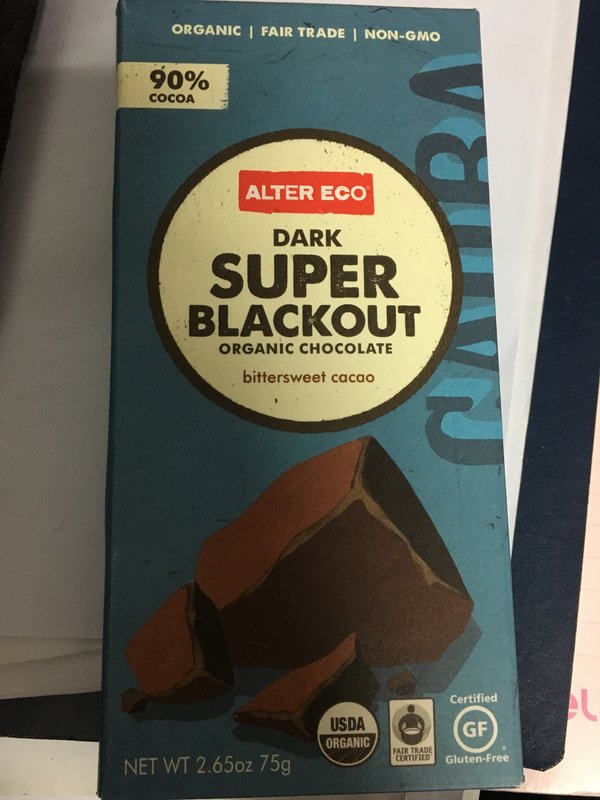 ORGANIC | FAIR TRADE | NON-GMO
90%
COCOA
ALTER ECO
DARK
SUPER
BLACKOUT
ORGANIC CHOCOLATE
bittersweet cacao
USDA
ORGANIC
FAIR TRADE
CERTIFIED
Certified
GF
Gluten-Free
NET WT 2.65oz 75g